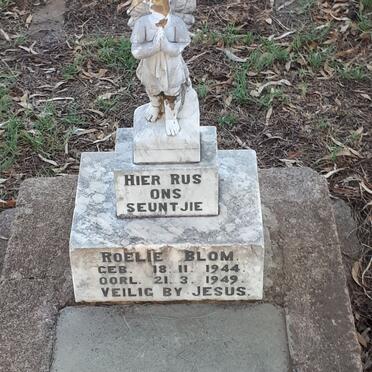 HIER RUS
ONS
SEUNTJIE
ROELIE BLOM.
GEB. 18.11.1944.
OORL. 21.3.1949.
VEILIG BY JESUS.